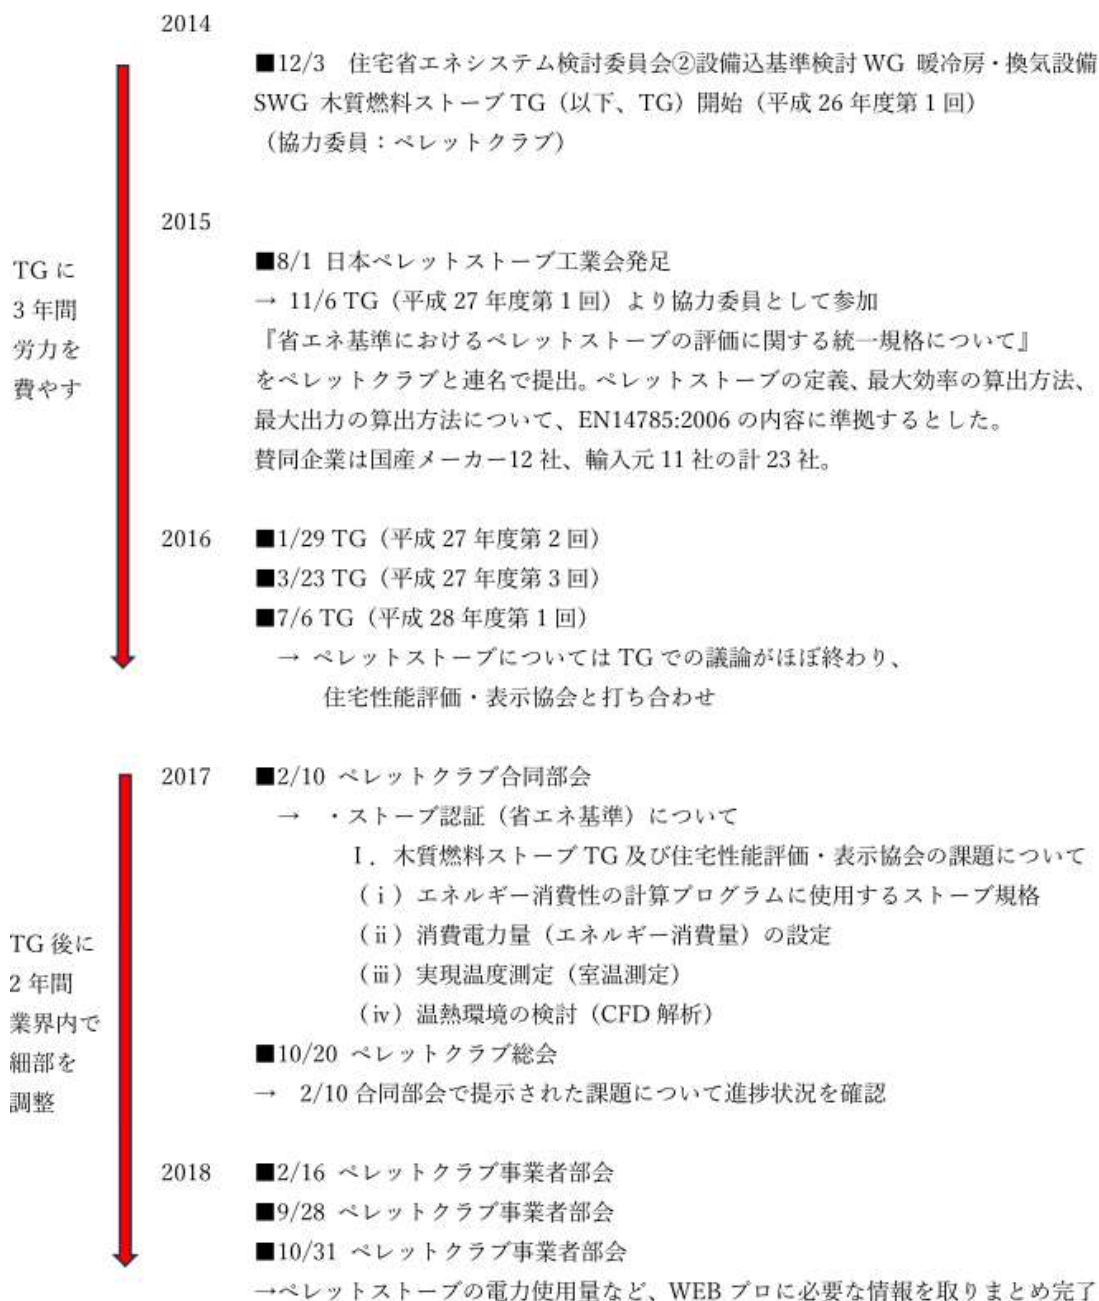 2014
■12/3 住宅省エネシステム検討委員会②設備込基準検討 WG 暖冷房・換気設備
SWG 木質燃料ストーブ TG（以下、TG）開始（平成 26 年度第 1 回）
（協力委員：ペレットクラブ）
TG に
3 年間
労力を
費やす
2015
■8/1 日本ペレットストーブ工業会発足
→ 11/6 TG（平成 27 年度第 1 回）より協力委員として参加
『省エネ基準におけるペレットストーブの評価に関する統一規格について』
をペレットクラブと連名で提出。ペレットストーブの定義、最大効率の算出方法、
最大出力の算出方法について、EN14785:2006 の内容に準拠するとした。
賛同企業は国産メーカー12 社、輸入元 11 社の計 23 社。
2016 ■1/29 TG（平成 27 年度第 2 回）
■3/23 TG（平成 27 年度第 3 回）
■7/6 TG（平成 28 年度第 1 回）
→ ペレットストーブについては TG での議論がほぼ終わり、
住宅性能評価・表示協会と打ち合わせ
2017 ■2/10 ペレットクラブ合同部会
→ ・ストーブ認証（省エネ基準）について
Ⅰ．木質燃料ストーブ TG 及び住宅性能評価・表示協会の課題について
（ⅰ）エネルギー消費性の計算プログラムに使用するストーブ規格
（ⅱ）消費電力量（エネルギー消費量）の設定
（ⅲ）実現温度測定（室温測定）
（ⅳ）温熱環境の検討（CFD 解析）
TG 後に
2 年間
業界内で
細部を
調整
■10/20 ペレットクラブ総会
→ 2/10 合同部会で提示された課題について進捗状況を確認
2018 ■2/16 ペレットクラブ事業者部会
■9/28 ペレットクラブ事業者部会
■10/31 ペレットクラブ事業者部会
→ペレットストーブの電力使用量など、WEB プロに必要な情報を取りまとめ完了